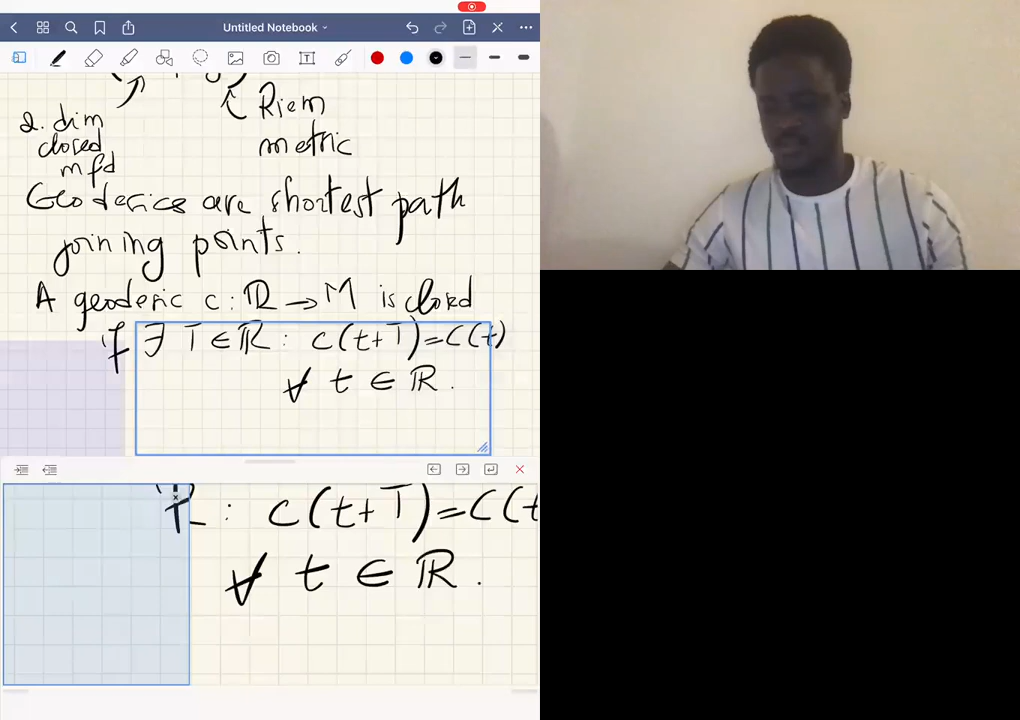 Untitled Notebook
Riem
2. dim
closed
metric
mfd
Geodesics are shortest path
joining points.
A geodesic c: ℝ → M is closed
if ∃ T ∈ ℝ : c(t+T) = c(t)
∀ t ∈ ℝ.
ℝ : c(t+T) = c(t
∀ t ∈ ℝ.